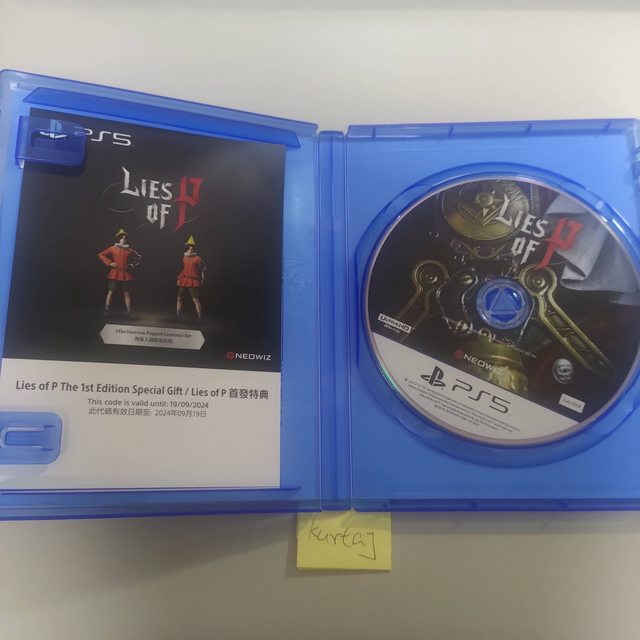 PS5
LIES
OF P
Mischievous Puppet Costume Set
NEOWIZ
Lies of P The 1st Edition Special Gift / Lies of P 首發特典
This code is valid until: 19/09/2024
此代碼有效日期至: 2024年09月19日
LIES
OF P
ULTRAHD
NEOWIZ
PS5
kurtaj